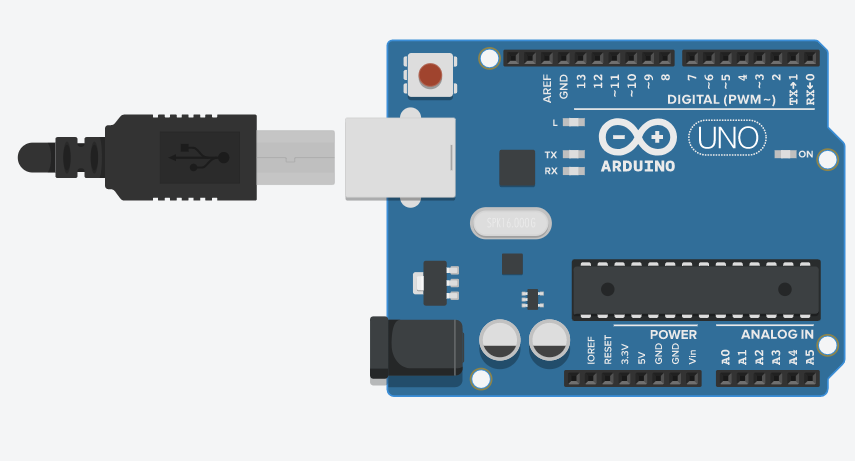 AREF
GND
13
12
~11
~10
~9
8
7
~6
~5
4
~3
2
TX→1
RX←0
DIGITAL (PWM~)
L
TX
RX
UNO
ARDUINO
ON
POWER
ANALOG IN
IOREF
RESET
3.3V
5V
GND
GND
Vin
A0
A1
A2
A3
A4
A5